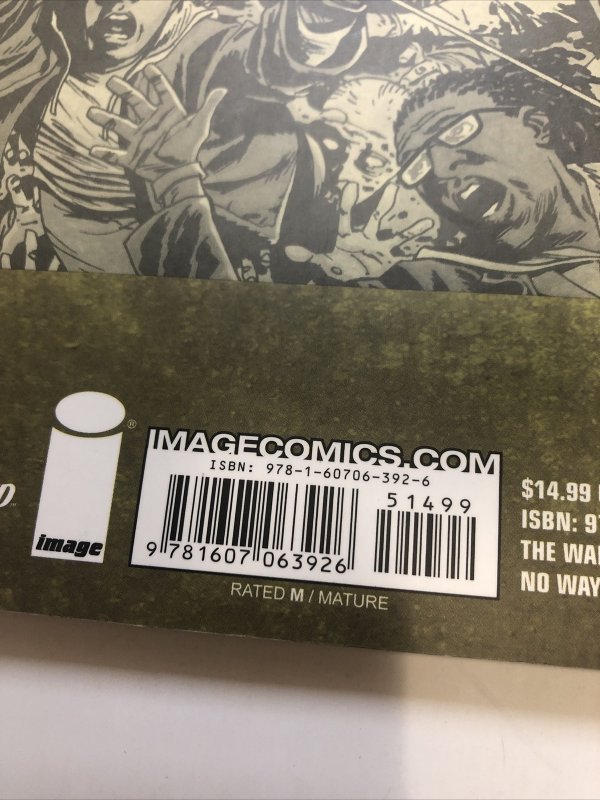 IMAGECOMICS.COM
ISBN: 978-1-60706-392-6
51499
9 781607 063926
RATED M / MATURE
image
®
D
$14.99
ISBN: 97
THE WA
NO WAY